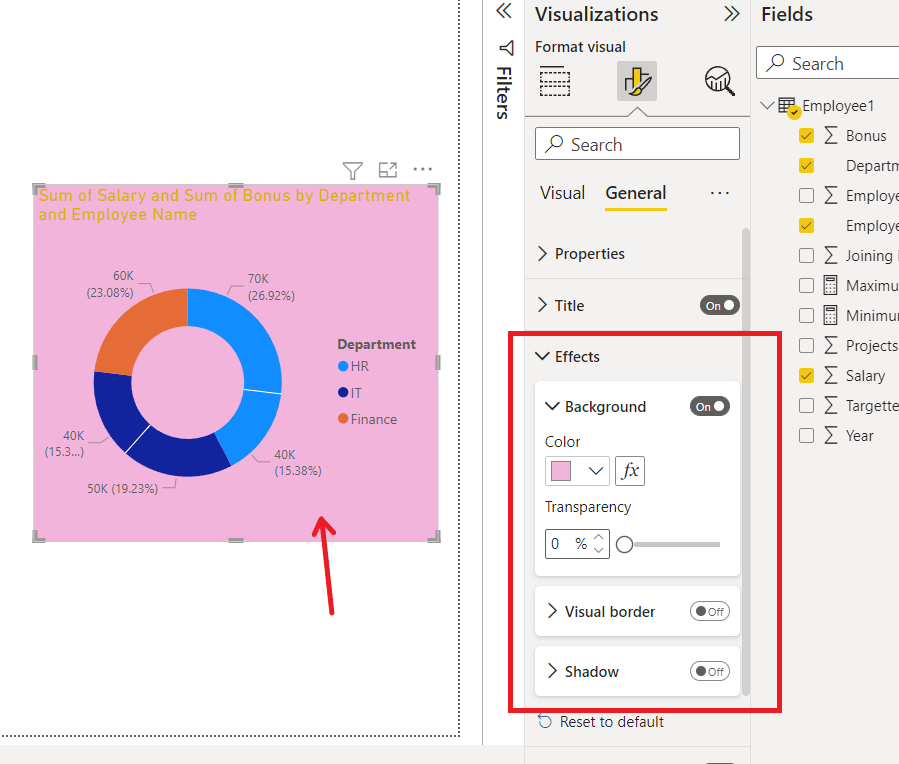 Sum of Salary and Sum of Bonus by Department
and Employee Name
60K
(23.08%)
70K
(26.92%)
40K
(15.3...)
50K (19.23%)
40K
(15.38%)
Department
HR
IT
Finance
Filters
Visualizations
Format visual
Search
Visual
General
Properties
Title
On
Effects
Background
On
Color
fx
Transparency
0 %
Visual border
Off
Shadow
Off
Reset to default
Fields
Search
Employee1
Bonus
Departm
Employe
Employe
Joining
Maximu
Minimur
Projects
Salary
Targette
Year